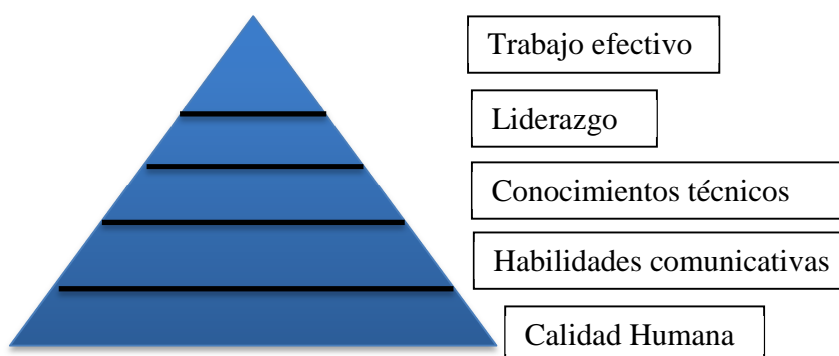 Trabajo efectivo
Liderazgo
Conocimientos técnicos
Habilidades comunicativas
Calidad Humana